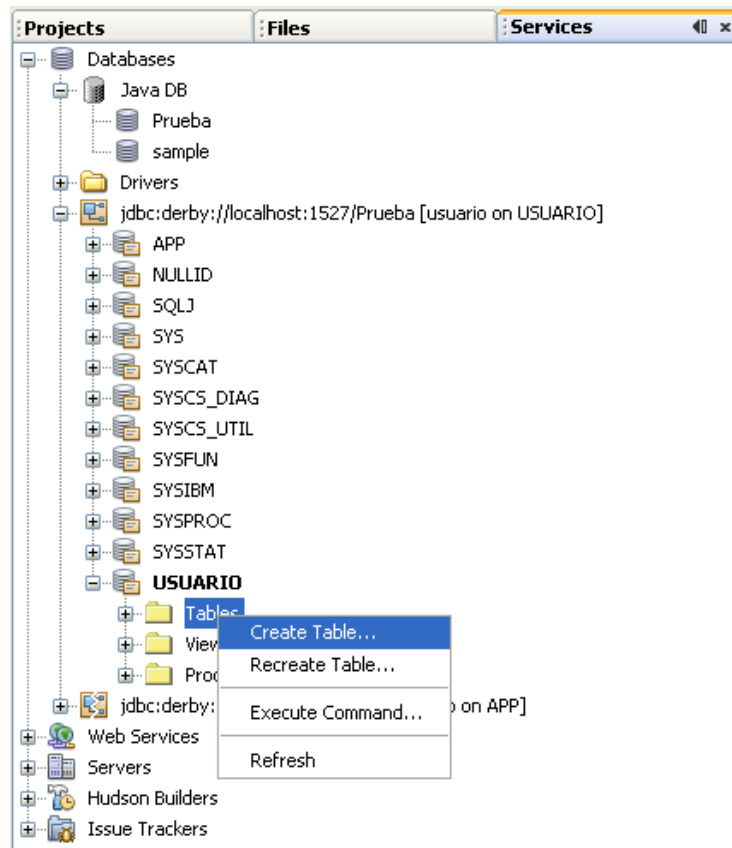 Projects Files Services
Databases
Java DB
Prueba
sample
Drivers
jdbc:derby://localhost:1527/Prueba [usuario on USUARIO]
APP
NULLID
SQLJ
SYS
SYSCAT
SYSCS_DIAG
SYSCS_UTIL
SYSFUN
SYSIBM
SYSPROC
SYSSTAT
USUARIO
Tables
Create Table...
View
Recreate Table...
Proc
jdbc:derby: on APP]
Execute Command...
Web Services
Refresh
Servers
Hudson Builders
Issue Trackers